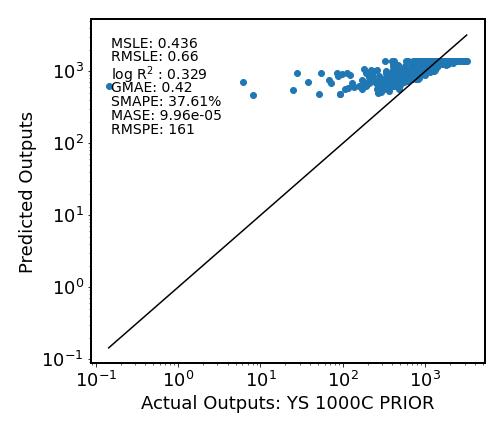 MSLE: 0.436
RMSLE: 0.66
log R² : 0.329
GMAE: 0.42
SMAPE: 37.61%
MASE: 9.96e-05
RMSPE: 161
Predicted Outputs
10³
10²
10¹
10⁰
10⁻¹
10⁻¹ 10⁰ 10¹ 10² 10³
Actual Outputs: YS 1000C PRIOR